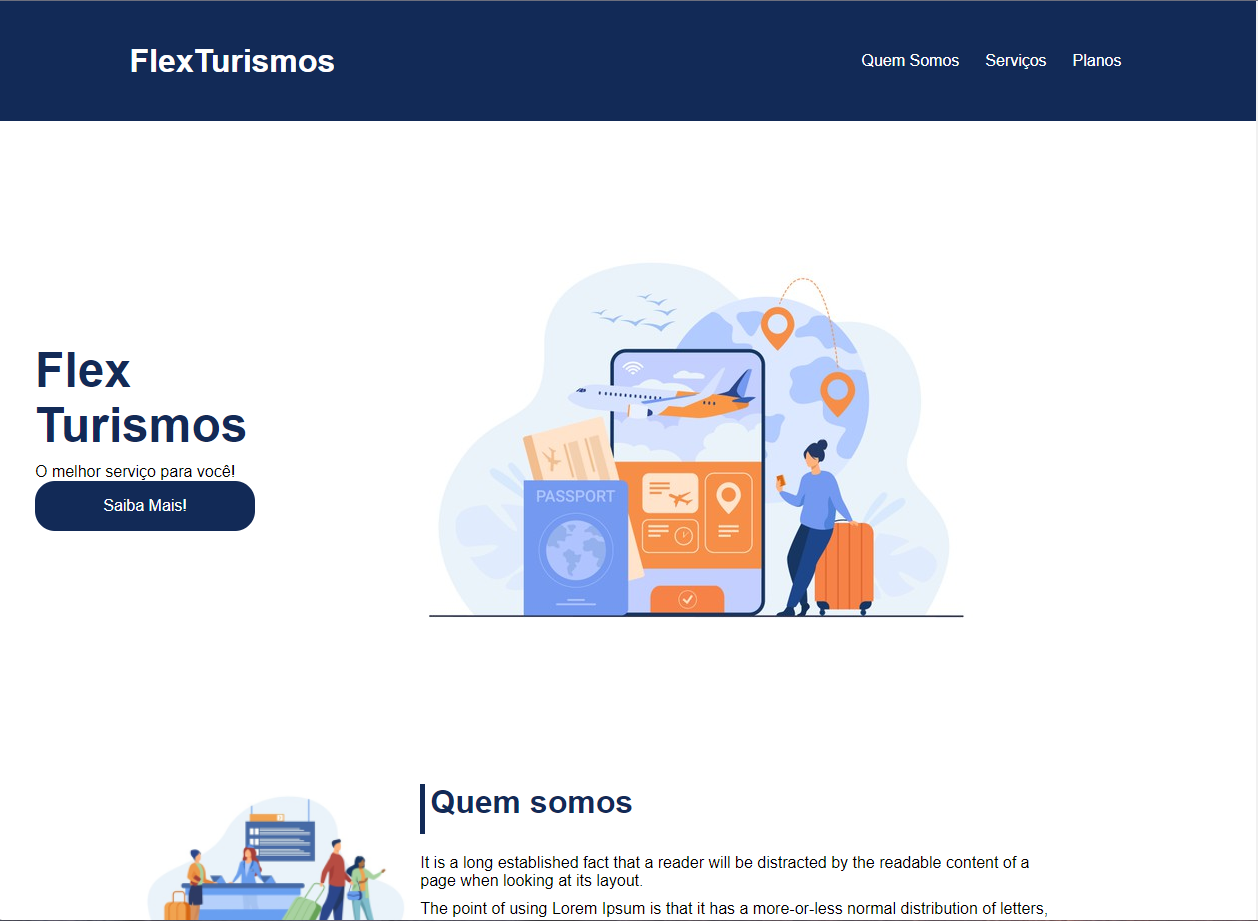 FlexTurismos
Quem Somos
Serviços
Planos
Flex
Turismos
O melhor serviço para você!
Saiba Mais!
PASSPORT
Quem somos
It is a long established fact that a reader will be distracted by the readable content of a
page when looking at its layout.
The point of using Lorem Ipsum is that it has a more-or-less normal distribution of letters,